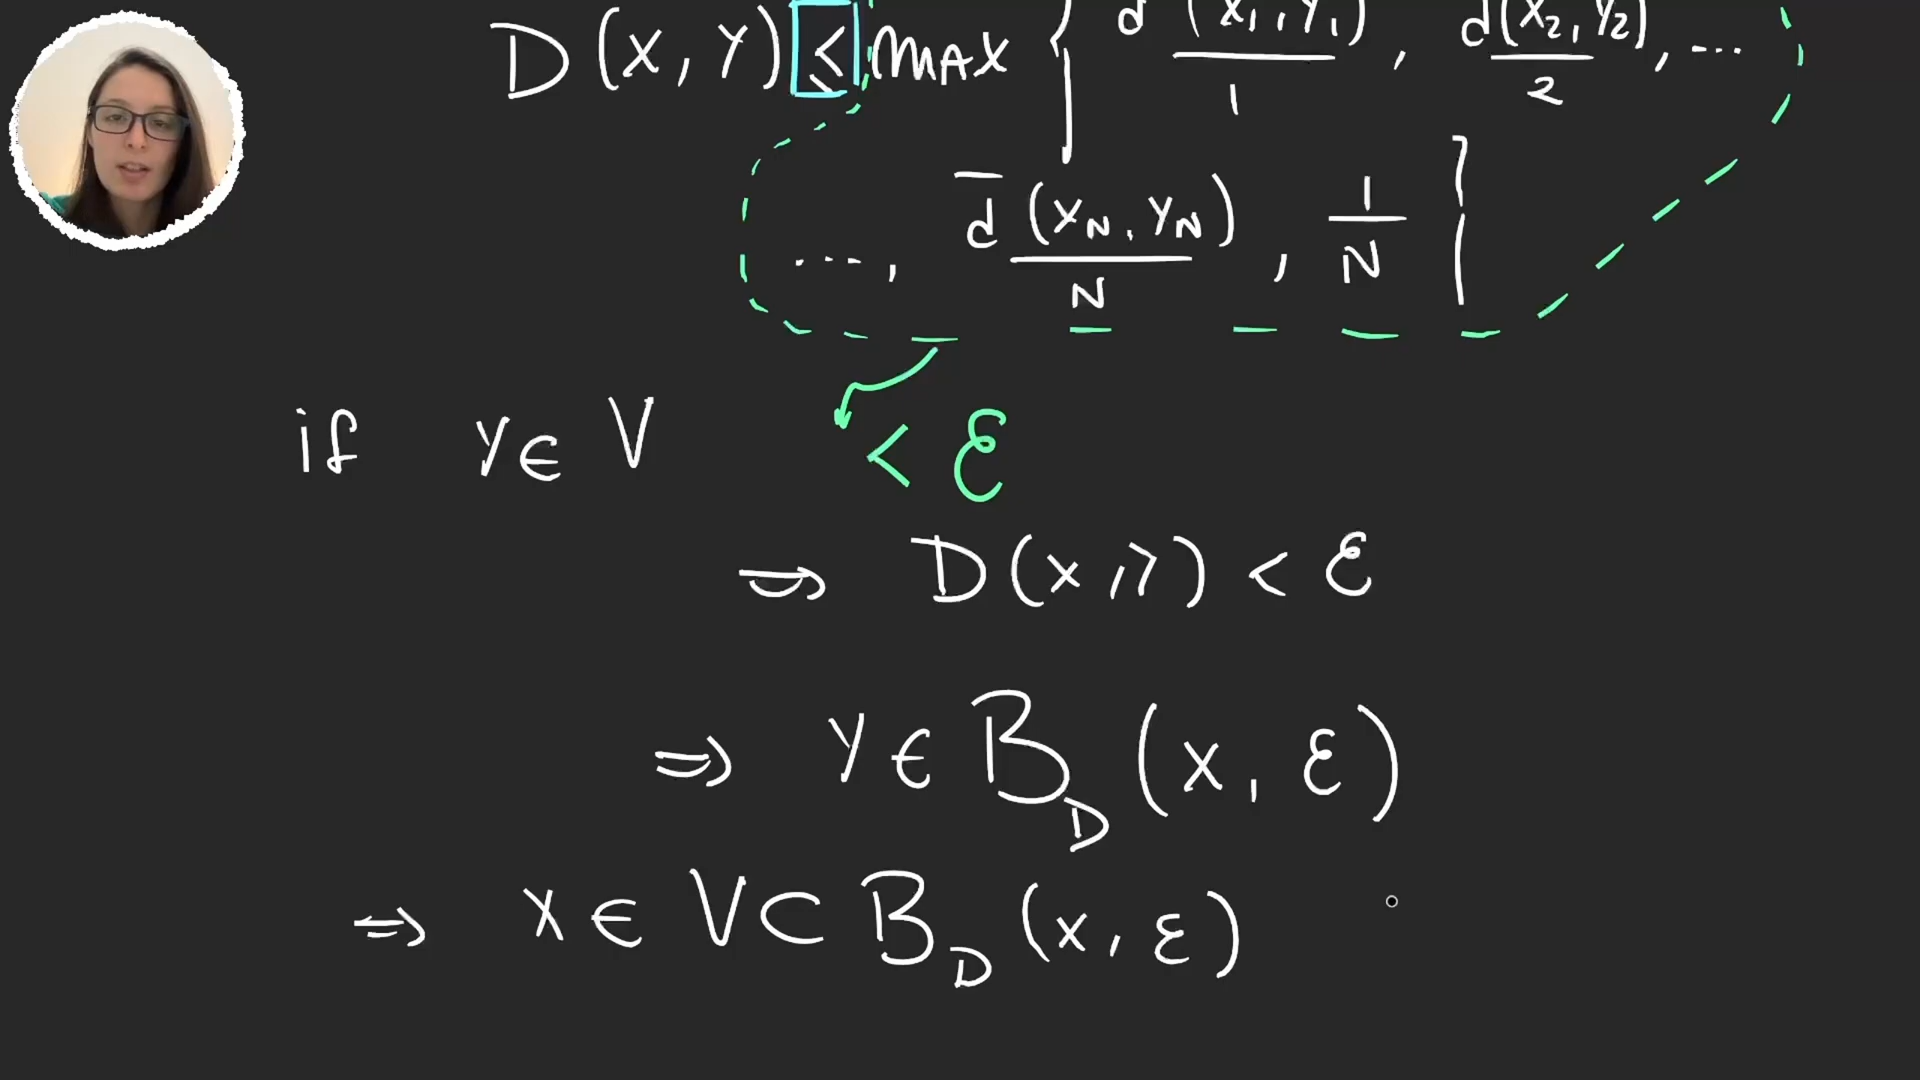 D(x, y) ≤ max { d(x₁, y₁)/1, d(x₂, y₂)/2, ...
..., d̅(x_N, y_N)/N, 1/N }
if y ∈ V < ε
⇒ D(x, y) < ε
⇒ y ∈ B_D(x, ε)
⇒ x ∈ V ⊂ B_D(x, ε)